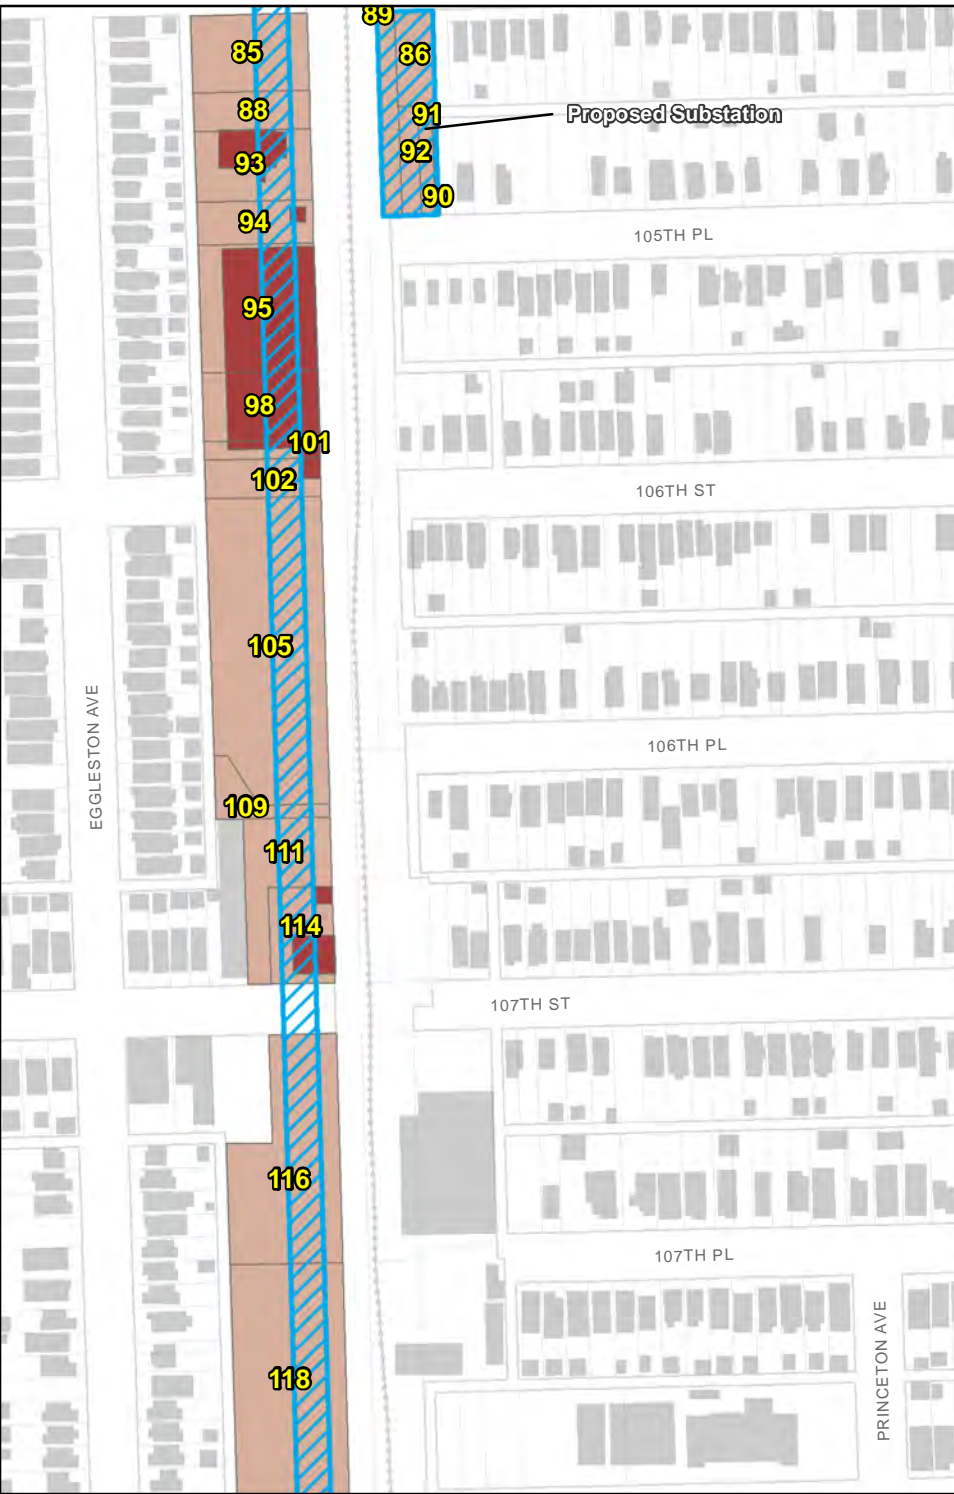 89
85
86
88
91
Proposed Substation
92
93
90
94
105TH PL
95
98
101
102
106TH ST
105
EGGLESTON AVE
106TH PL
109
111
114
107TH ST
116
107TH PL
PRINCETON AVE
118